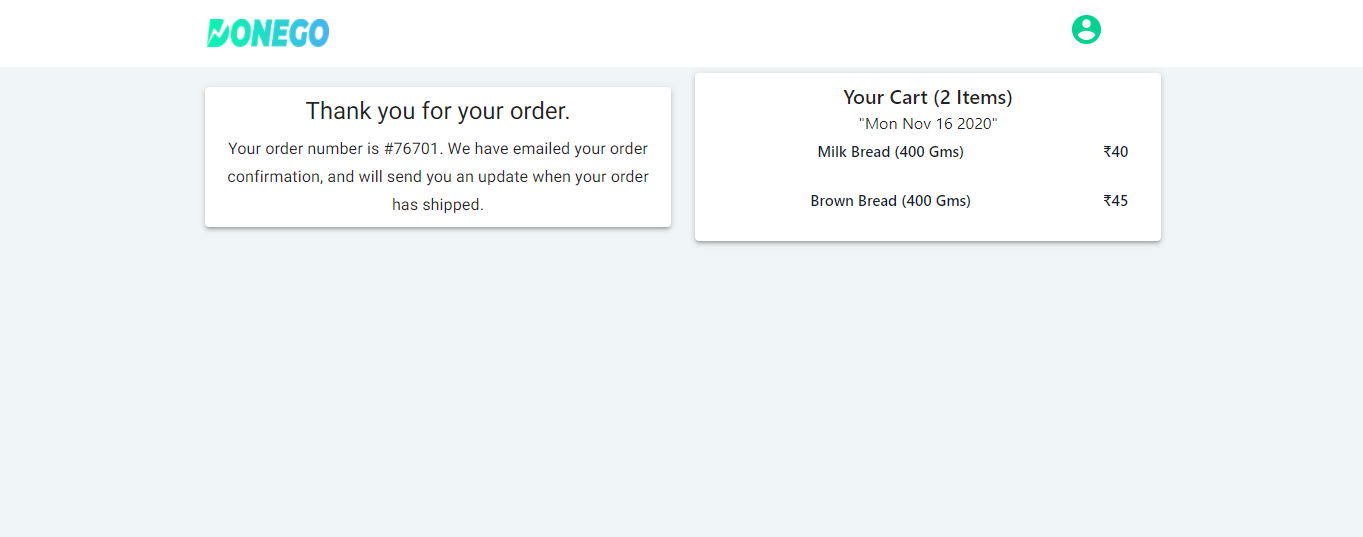 DONEGO
Thank you for your order.
Your order number is #76701. We have emailed your order
confirmation, and will send you an update when your order
has shipped.
Your Cart (2 Items)
"Mon Nov 16 2020"
Milk Bread (400 Gms) ₹40
Brown Bread (400 Gms) ₹45